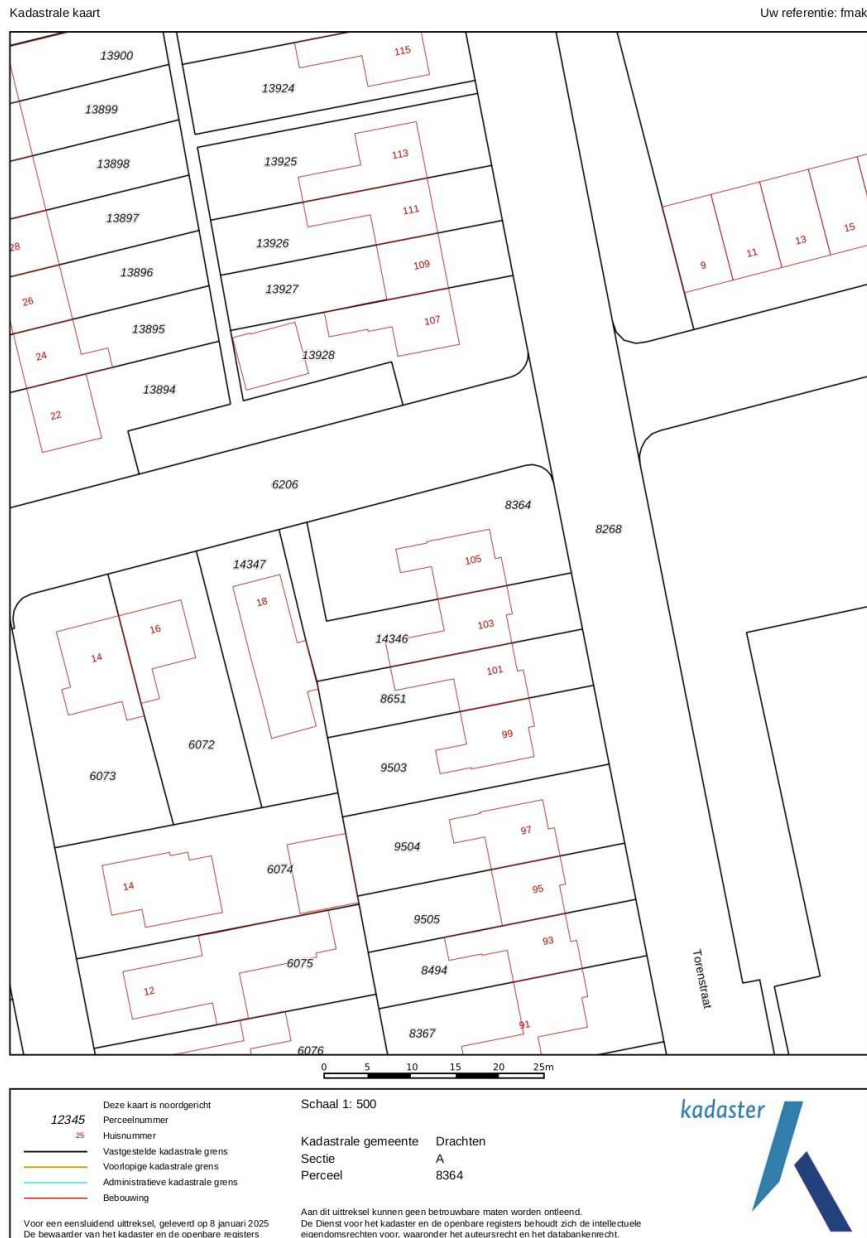 Kadastrale kaart
Uw referentie: fmak
13900
115
13924
13899
13898
13925
113
13897
111
28
13926
13896
109
26
13927
9
11
13
15
13895
107
24
13928
13894
22
6206
8364
8268
14347
105
18
16
103
14
14346
101
8651
6072
99
6073
9503
97
9504
6074
14
95
9505
93
6075
8494
12
Torenstraat
91
8367
6076
0 5 10 15 20 25m
Deze kaart is noordgericht
12345 Perceelnummer
25 Huisnummer
Vastgestelde kadastrale grens
Voorlopige kadastrale grens
Administratieve kadastrale grens
Bebouwing
Voor een eensluidend uittreksel, geleverd op 8 januari 2025
De bewaarder van het kadaster en de openbare registers
Schaal 1: 500
Kadastrale gemeente Drachten
Sectie A
Perceel 8364
Aan dit uittreksel kunnen geen betrouwbare maten worden ontleend.
De Dienst voor het kadaster en de openbare registers behoudt zich de intellectuele
eigendomsrechten voor, waaronder het auteursrecht en het databankenrecht.
kadaster